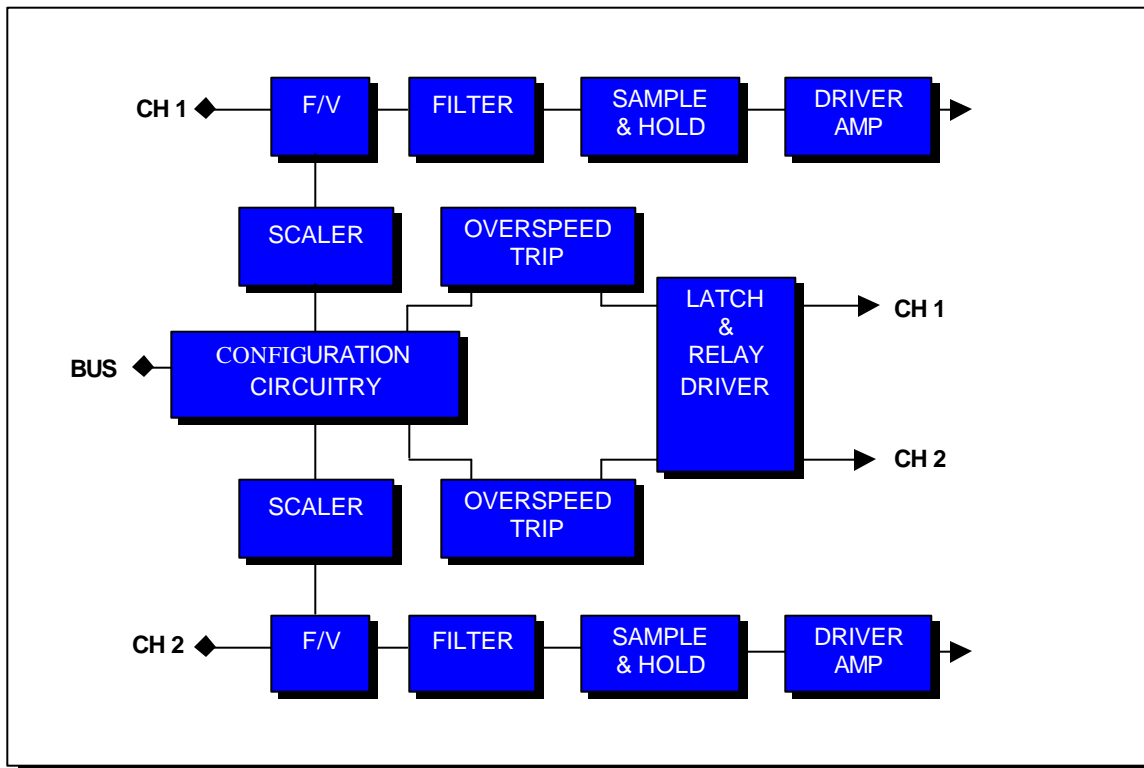 CH 1
F/V
FILTER
SAMPLE
& HOLD
DRIVER
AMP
SCALER
OVERSPEED
TRIP
LATCH
&
RELAY
DRIVER
CH 1
BUS
CONFIGURATION
CIRCUITRY
CH 2
SCALER
OVERSPEED
TRIP
CH 2
F/V
FILTER
SAMPLE
& HOLD
DRIVER
AMP